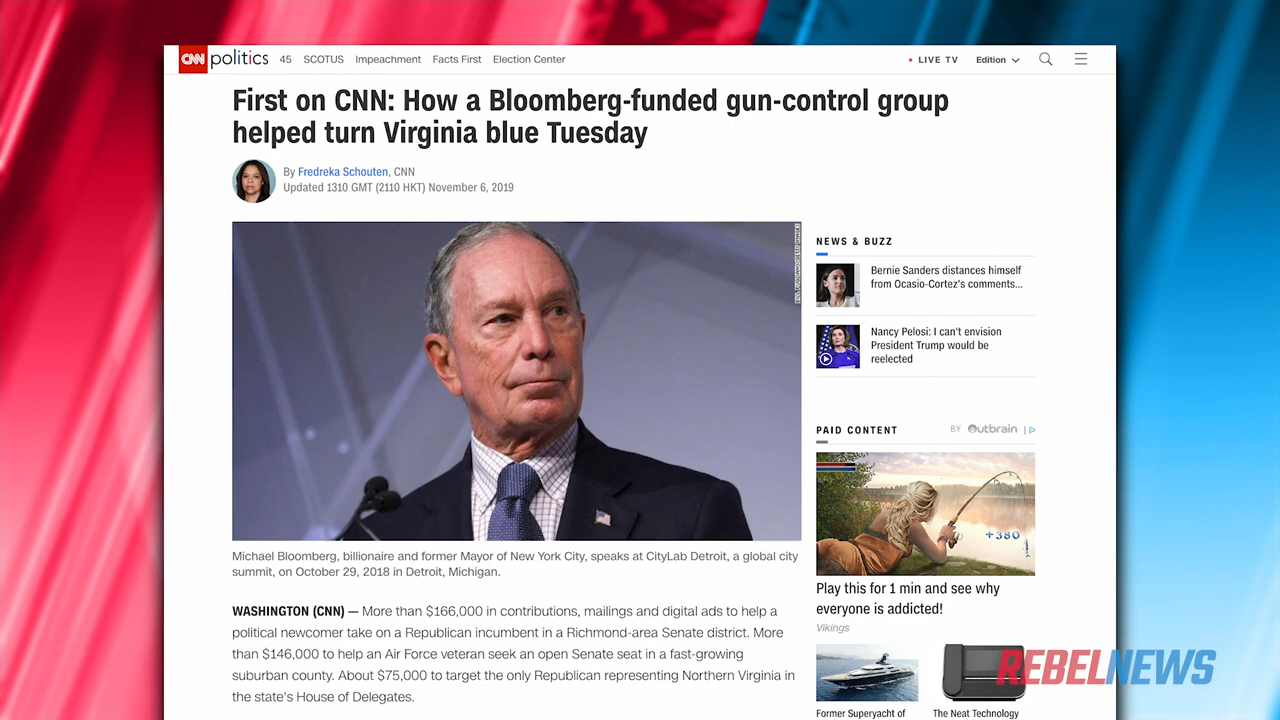 CNN politics 45 SCOTUS Impeachment Facts First Election Center LIVE TV Edition
First on CNN: How a Bloomberg-funded gun-control group
helped turn Virginia blue Tuesday
By Fredreka Schouten, CNN
Updated 1310 GMT (2110 HKT) November 6, 2019
Michael Bloomberg, billionaire and former Mayor of New York City, speaks at CityLab Detroit, a global city
summit, on October 29, 2018 in Detroit, Michigan.
WASHINGTON (CNN) — More than $166,000 in contributions, mailings and digital ads to help a
political newcomer take on a Republican incumbent in a Richmond-area Senate district. More
than $146,000 to help an Air Force veteran seek an open Senate seat in a fast-growing
suburban county. About $75,000 to target the only Republican representing Northern Virginia in
the state's House of Delegates.
NEWS & BUZZ
Bernie Sanders distances himself
from Ocasio-Cortez's comments...
Nancy Pelosi: I can't envision
President Trump would be
reelected
PAID CONTENT BY Outbrain
+380
Play this for 1 min and see why
everyone is addicted!
Vikings
Former Superyacht of
The Neat Technology
REBELNEWS